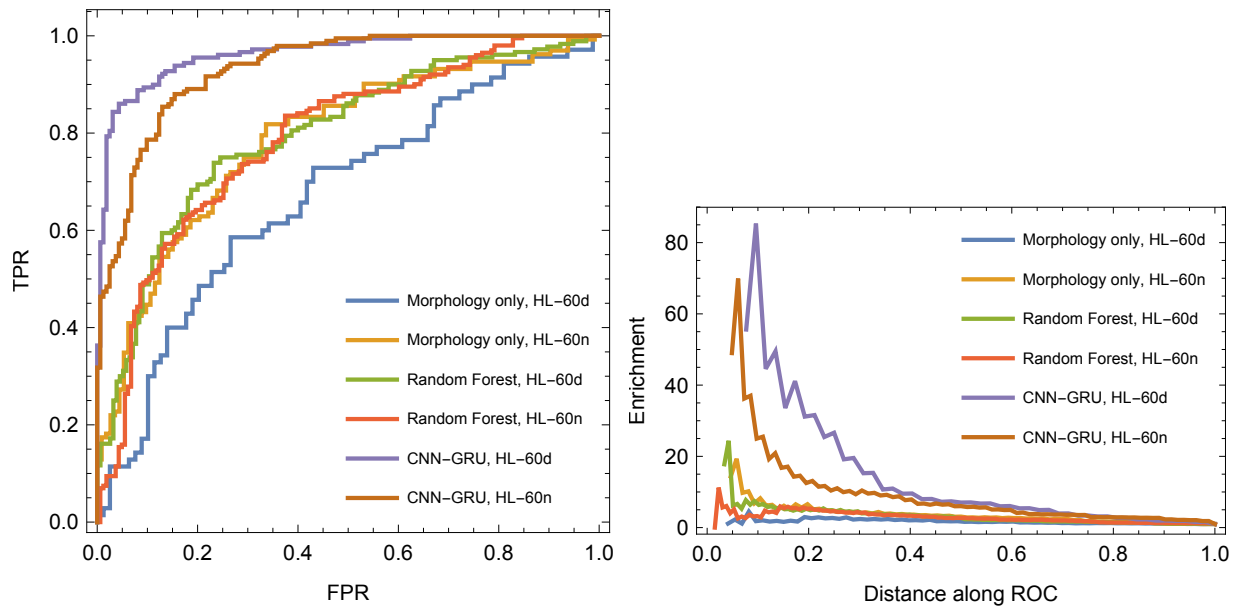 1.0
0.8
0.6
0.4
0.2
0.0
TPR
Morphology only, HL-60d
Morphology only, HL-60n
Random Forest, HL-60d
Random Forest, HL-60n
CNN-GRU, HL-60d
CNN-GRU, HL-60n
0.0 0.2 0.4 0.6 0.8 1.0
FPR
80
60
40
20
0
Enrichment
Morphology only, HL-60d
Morphology only, HL-60n
Random Forest, HL-60d
Random Forest, HL-60n
CNN-GRU, HL-60d
CNN-GRU, HL-60n
0.0 0.2 0.4 0.6 0.8 1.0
Distance along ROC